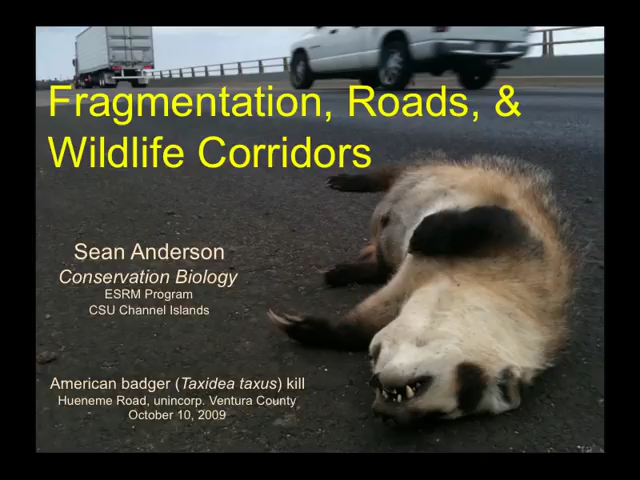 Fragmentation, Roads, &
Wildlife Corridors
Sean Anderson
Conservation Biology
ESRM Program
CSU Channel Islands
American badger (Taxidea taxus) kill
Hueneme Road, unincorp. Ventura County
October 10, 2009